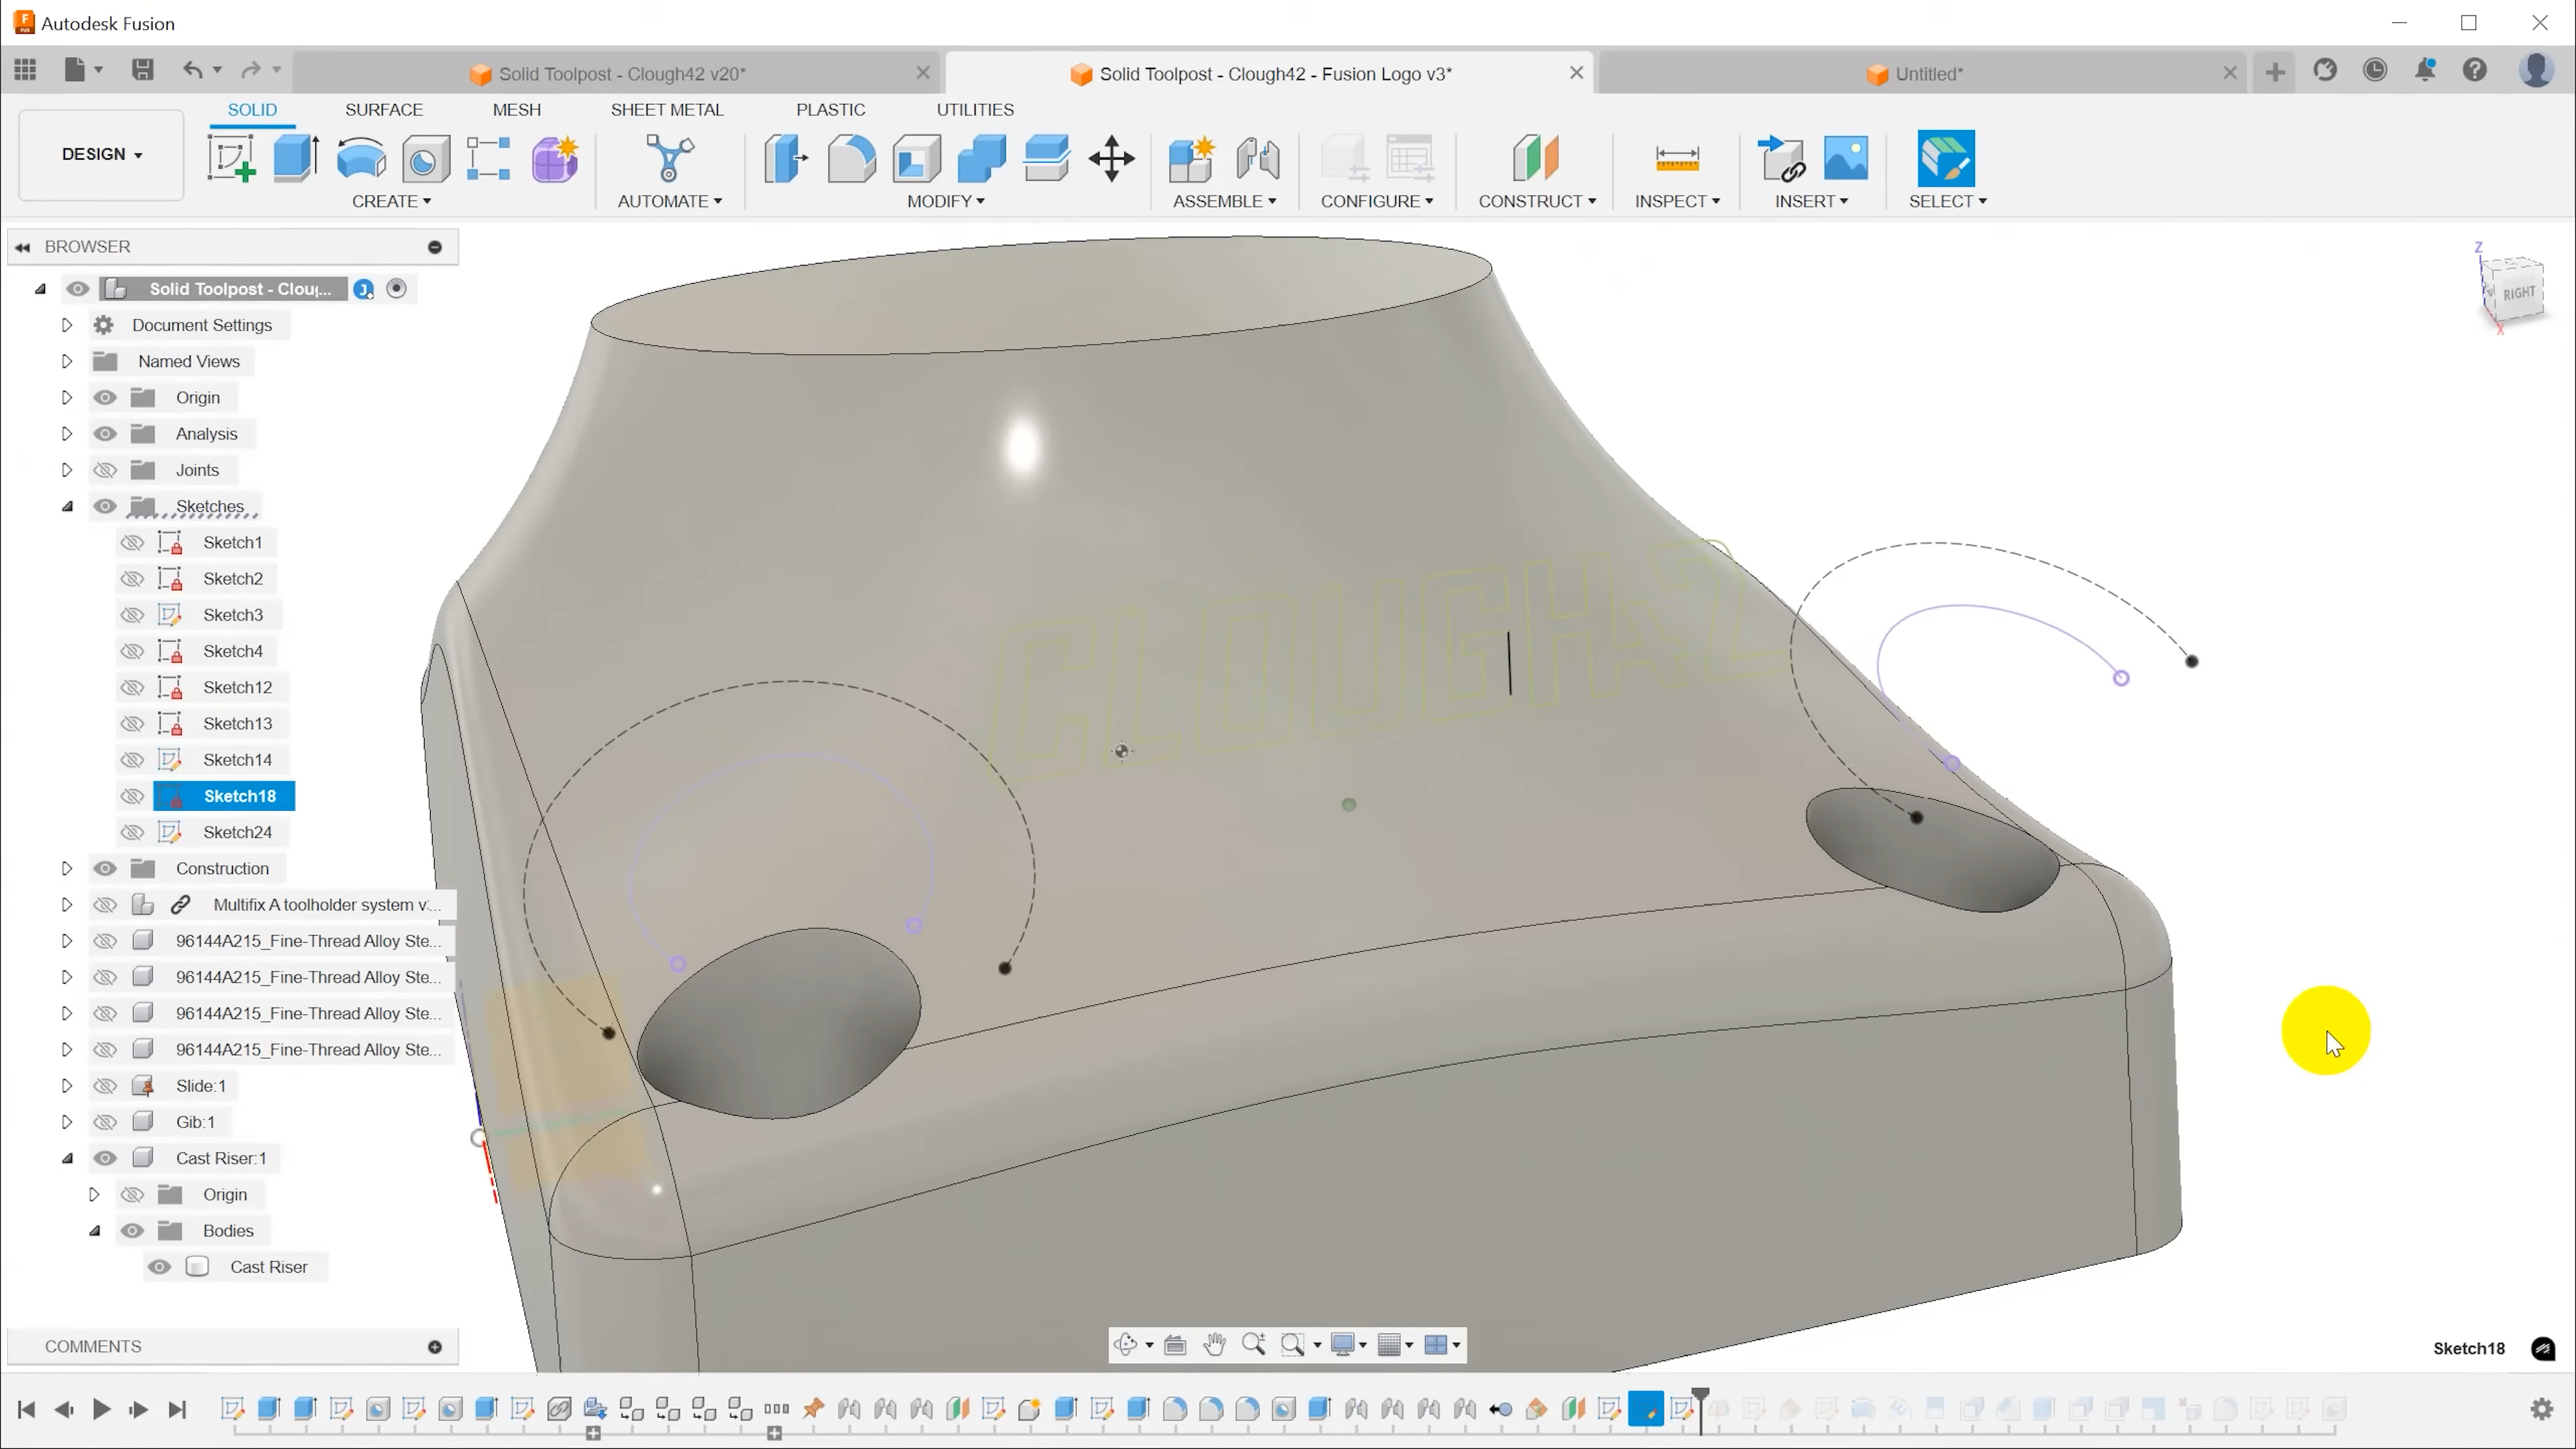 Autodesk Fusion
Solid Toolpost - Clough42 v20*
Solid Toolpost - Clough42 - Fusion Logo v3*
Untitled*
SOLID
SURFACE
MESH
SHEET METAL
PLASTIC
UTILITIES
DESIGN
CREATE
AUTOMATE
MODIFY
ASSEMBLE
CONFIGURE
CONSTRUCT
INSPECT
INSERT
SELECT
BROWSER
Solid Toolpost - Cloug...
Document Settings
Named Views
Origin
Analysis
Joints
Sketches
Sketch1
Sketch2
Sketch3
Sketch4
Sketch12
Sketch13
Sketch14
Sketch18
Sketch24
Construction
Multifix A toolholder system v...
96144A215_Fine-Thread Alloy Ste...
96144A215_Fine-Thread Alloy Ste...
96144A215_Fine-Thread Alloy Ste...
96144A215_Fine-Thread Alloy Ste...
Slide:1
Gib:1
Cast Riser:1
Origin
Bodies
Cast Riser
COMMENTS
CLOUGH42
Z
RIGHT
X
Sketch18